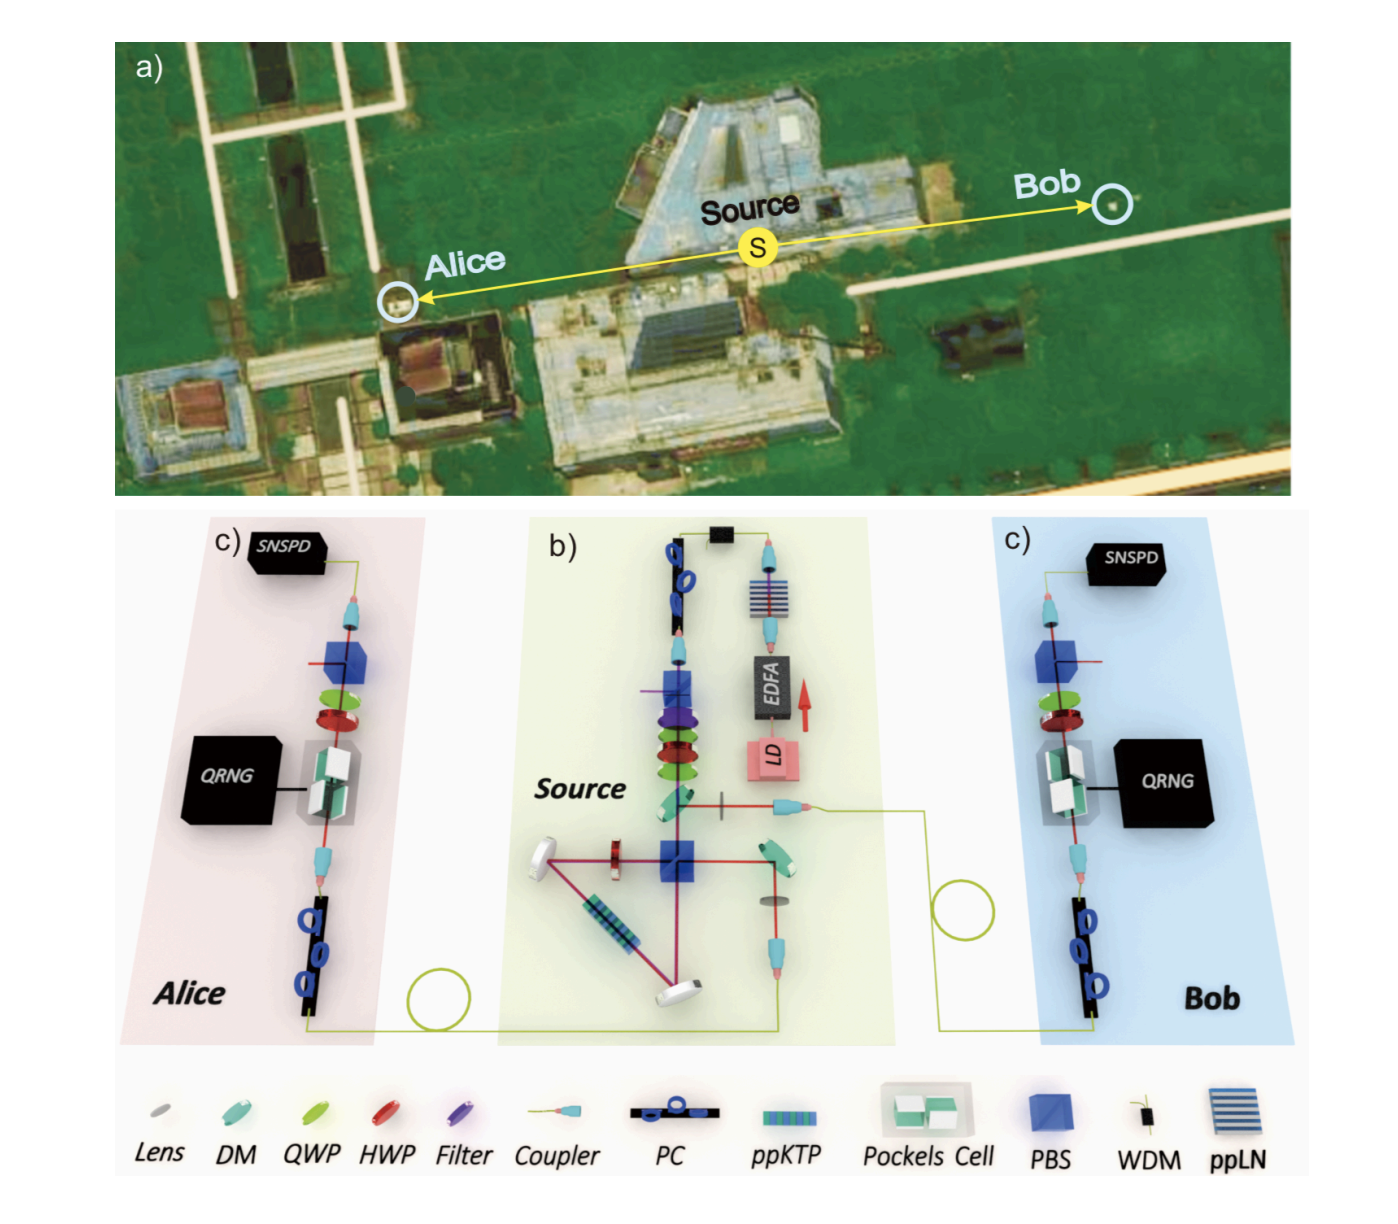 a)
Source
S
Alice
Bob
c)
SNSPD
QRNG
Alice
b)
EDFA
LD
Source
c)
SNSPD
QRNG
Bob
Lens
DM
QWP
HWP
Filter
Coupler
PC
ppKTP
Pockels Cell
PBS
WDM
ppLN